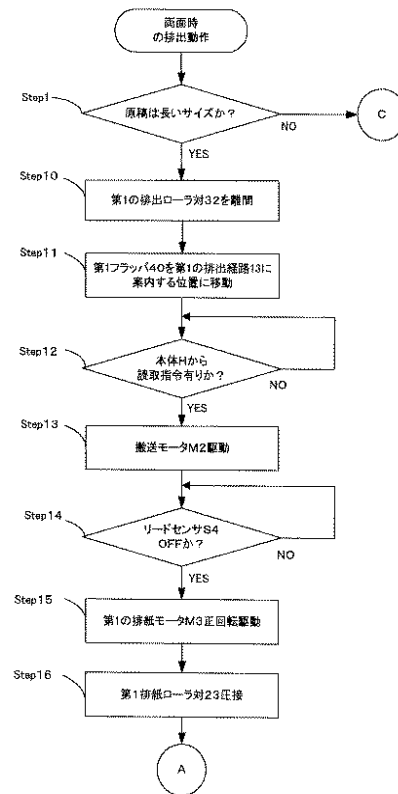 両面時
の排出動作
Step1
原稿は長いサイズか？
NO
C
YES
Step10
第1の排出ローラ対32を離間
Step11
第1フラッパ40を第1の排出経路13に
案内する位置に移動
Step12
本体Hから
読取指令有りか？
NO
YES
Step13
搬送モータM2駆動
Step14
リードセンサS4
OFFか？
NO
YES
Step15
第1の排紙モータM3正回転駆動
Step16
第1排紙ローラ対23圧接
A